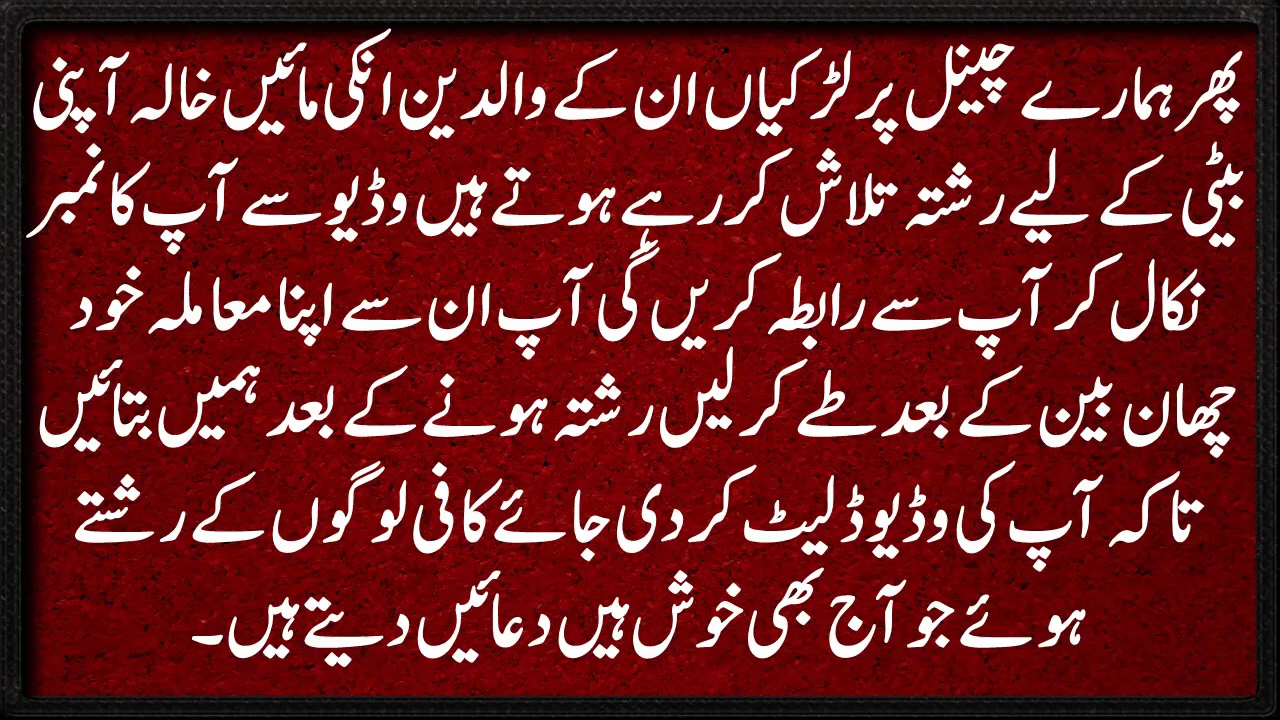 پھر ہمارے چینل پر لڑکیاں ان کے والدین انکی مائیں خالہ آپنی
بیٹی کے لیے رشتہ تلاش کر رہے ہوتے ہیں وڈیو سے آپ کا نمبر
نکال کر آپ سے رابطہ کریں گی آپ ان سے اپنا معاملہ خود
چھان بین کے بعد طے کر لیں رشتہ ہونے کے بعد ہمیں بتائیں
تا کہ آپ کی وڈیو ڈلیٹ کر دی جائے کافی لوگوں کے رشتے
ہوئے جو آج بھی خوش ہیں دعائیں دیتے ہیں۔